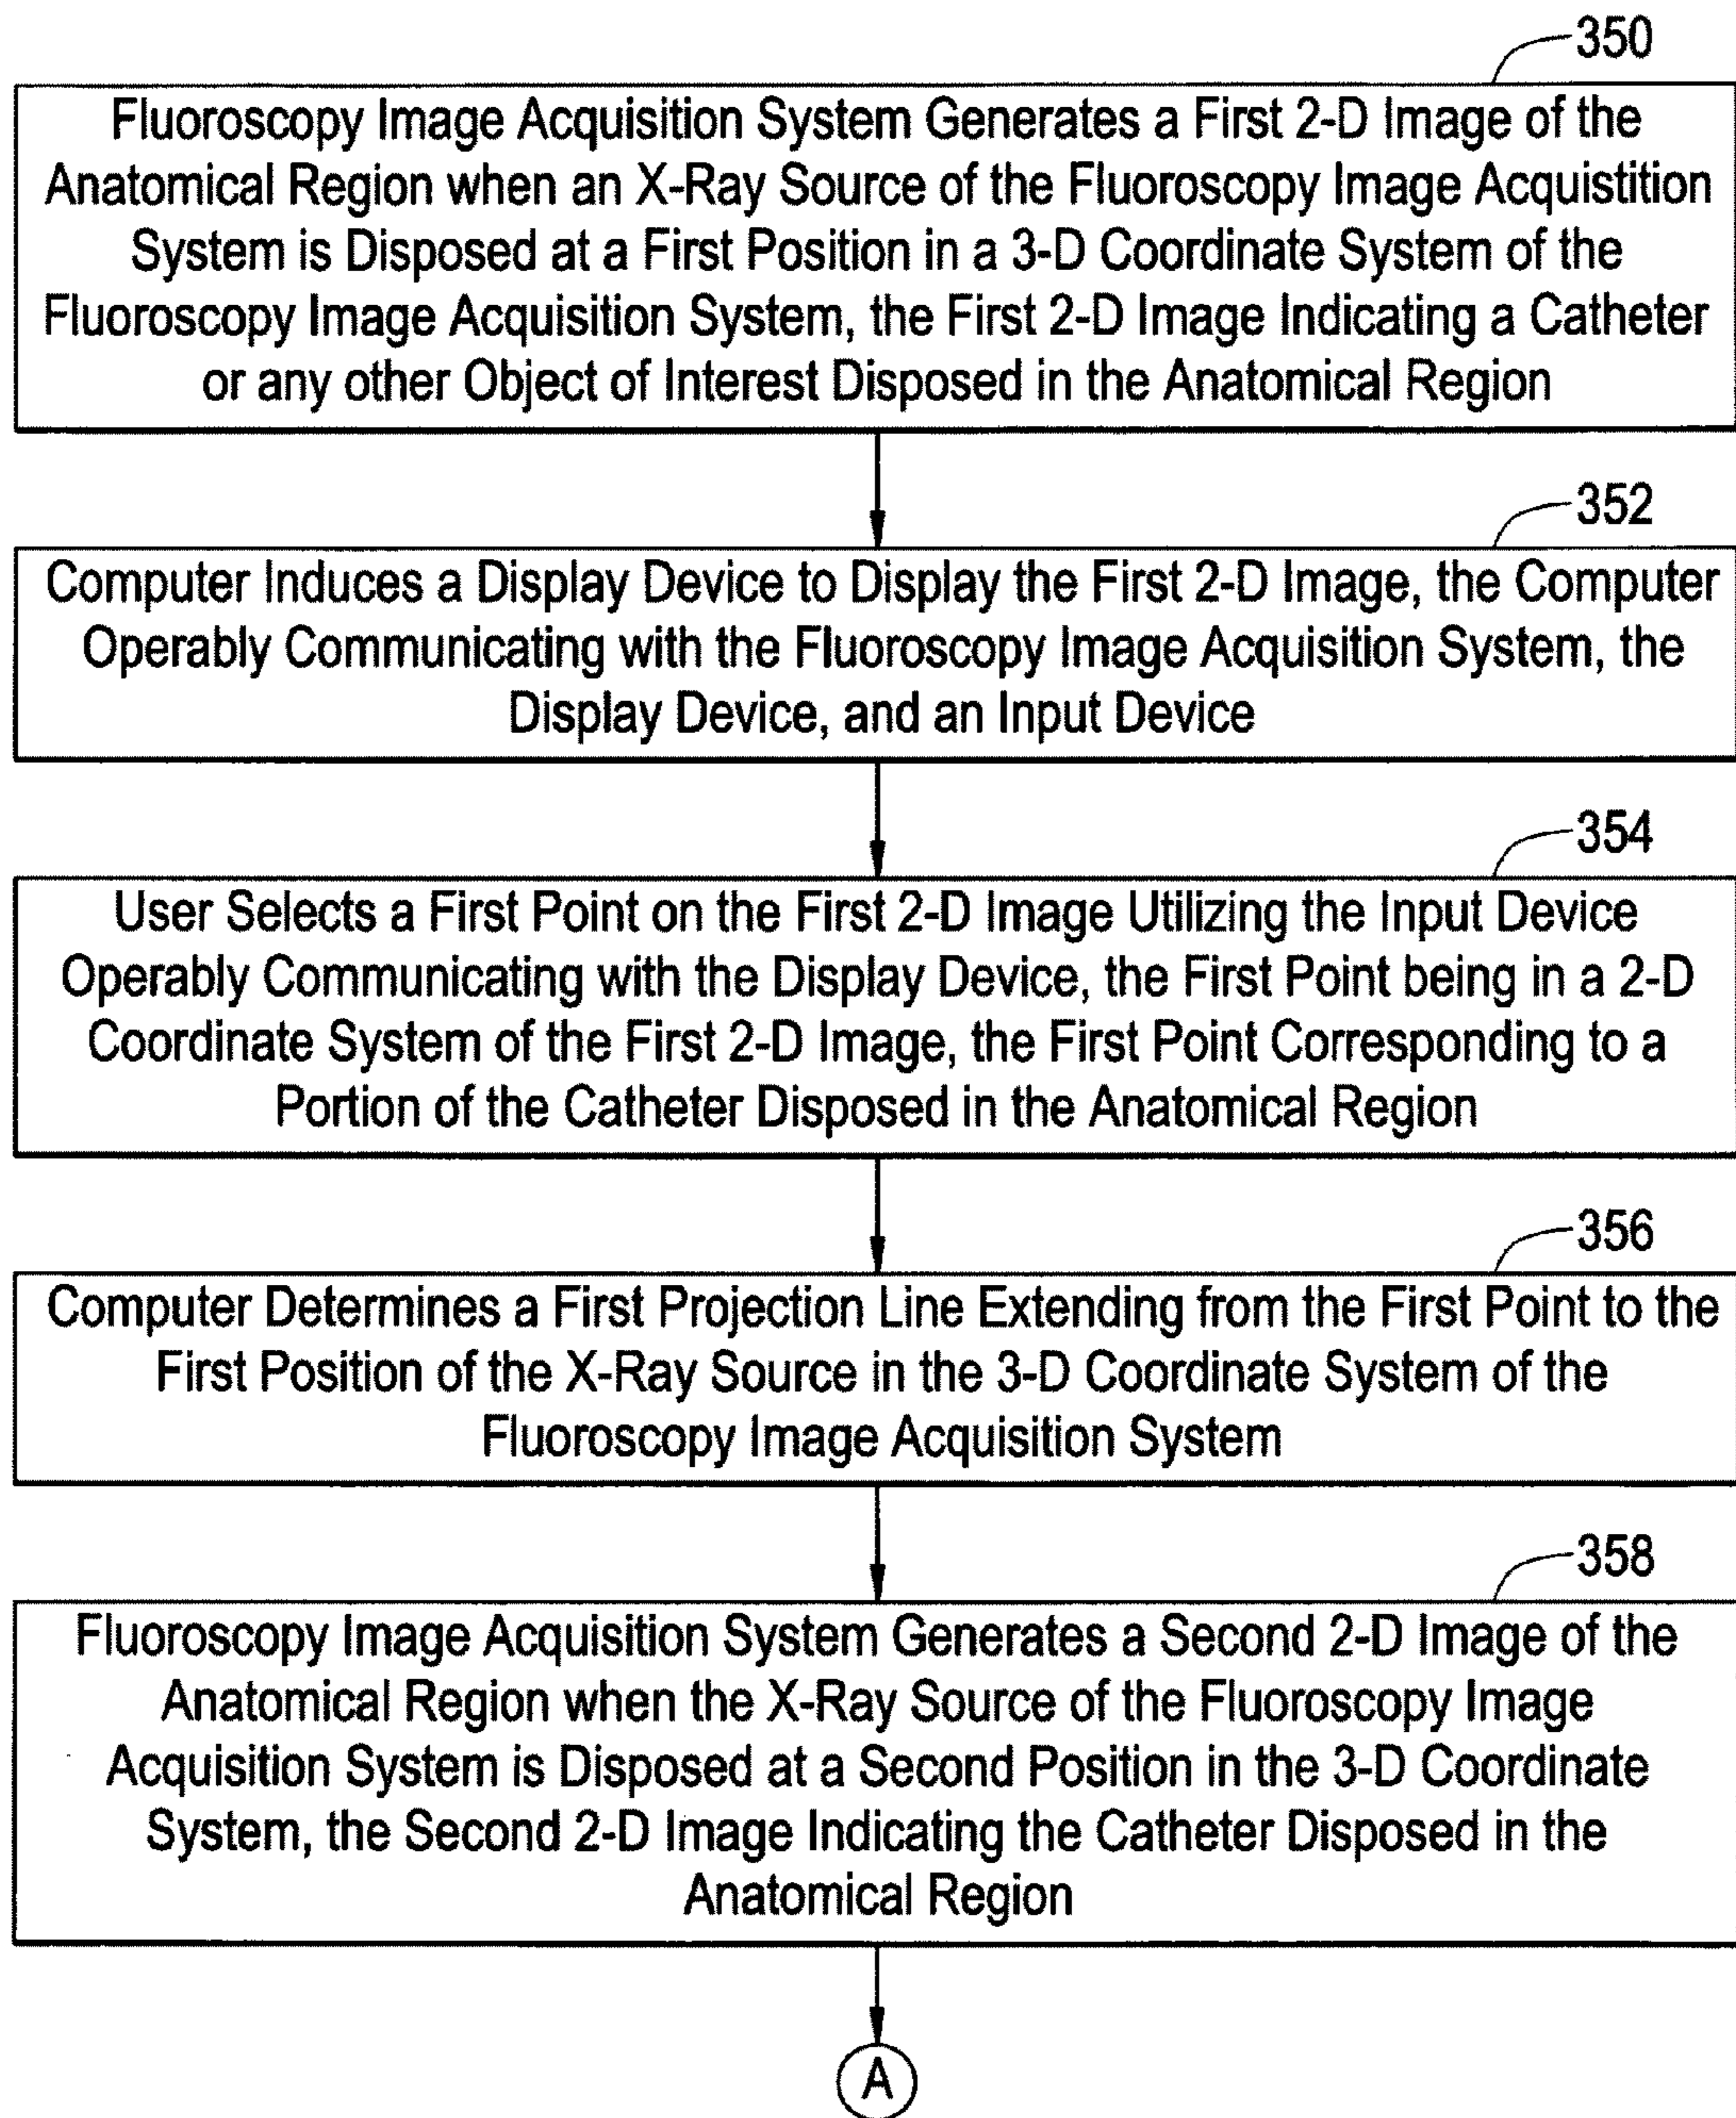 350
Fluoroscopy Image Acquisition System Generates a First 2-D Image of the
Anatomical Region when an X-Ray Source of the Fluoroscopy Image Acquistition
System is Disposed at a First Position in a 3-D Coordinate System of the
Fluoroscopy Image Acquisition System, the First 2-D Image Indicating a Catheter
or any other Object of Interest Disposed in the Anatomical Region
352
Computer Induces a Display Device to Display the First 2-D Image, the Computer
Operably Communicating with the Fluoroscopy Image Acquisition System, the
Display Device, and an Input Device
354
User Selects a First Point on the First 2-D Image Utilizing the Input Device
Operably Communicating with the Display Device, the First Point being in a 2-D
Coordinate System of the First 2-D Image, the First Point Corresponding to a
Portion of the Catheter Disposed in the Anatomical Region
356
Computer Determines a First Projection Line Extending from the First Point to the
First Position of the X-Ray Source in the 3-D Coordinate System of the
Fluoroscopy Image Acquisition System
358
Fluoroscopy Image Acquisition System Generates a Second 2-D Image of the
Anatomical Region when the X-Ray Source of the Fluoroscopy Image
Acquisition System is Disposed at a Second Position in the 3-D Coordinate
System, the Second 2-D Image Indicating the Catheter Disposed in the
Anatomical Region
A